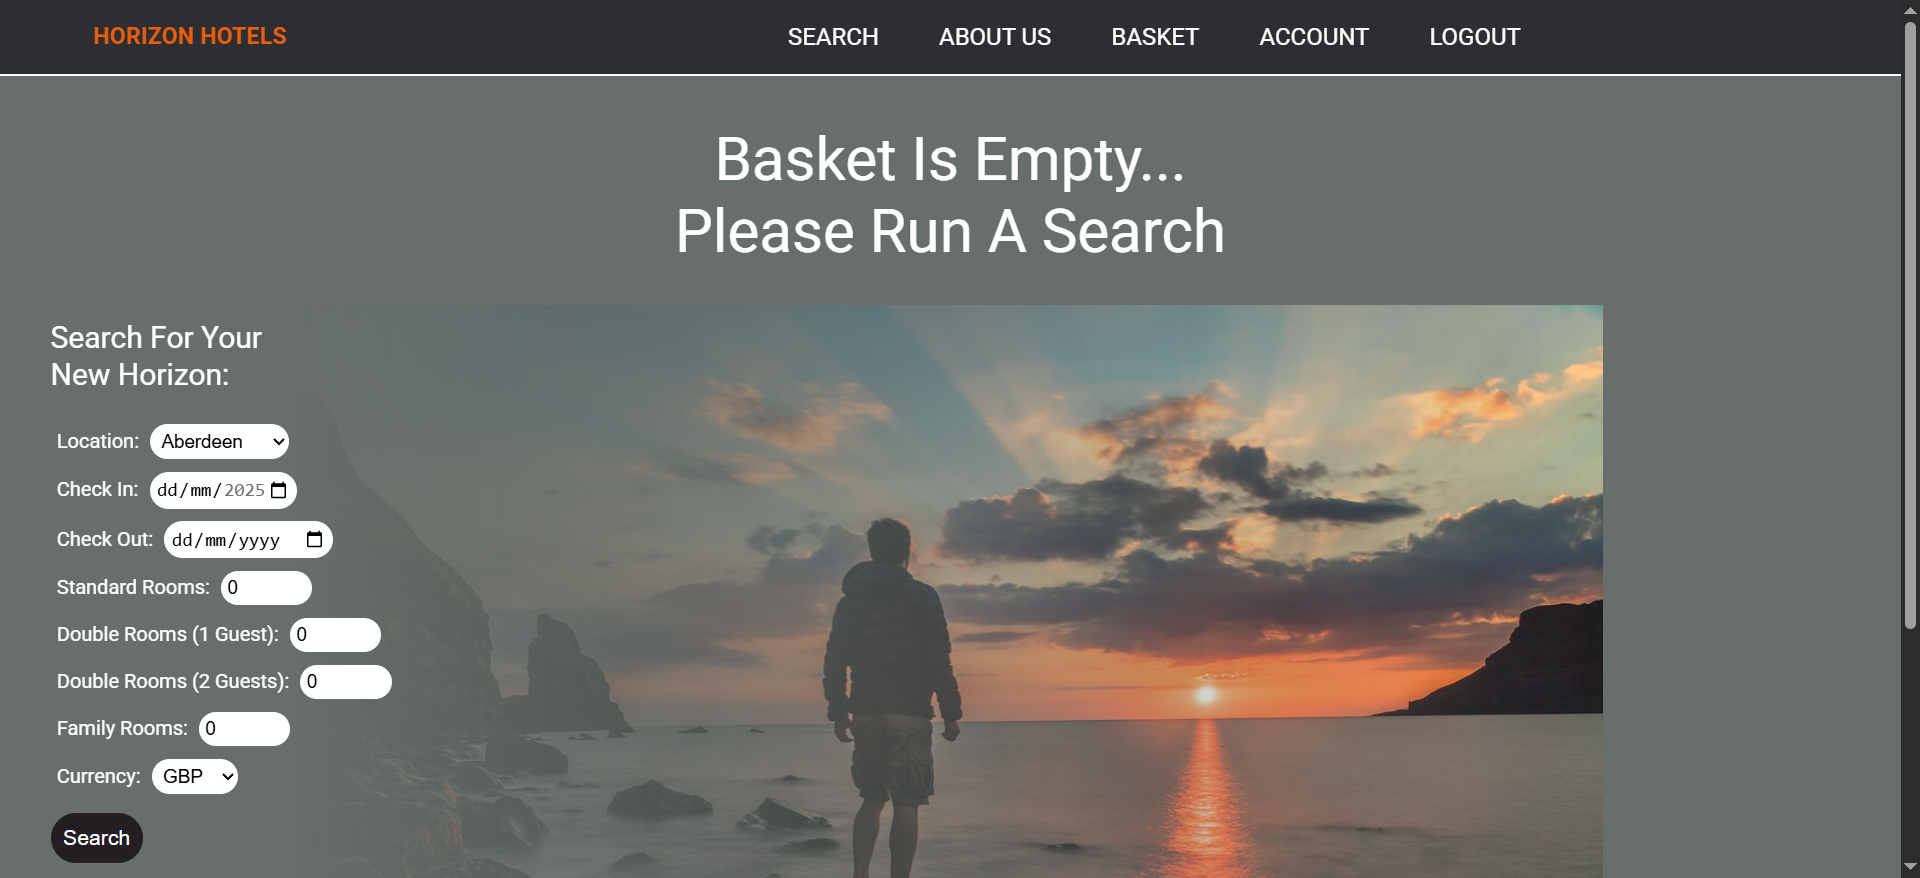 HORIZON HOTELS
SEARCH
ABOUT US
BASKET
ACCOUNT
LOGOUT
Basket Is Empty...
Please Run A Search
Search For Your
New Horizon:
Location: Aberdeen
Check In: dd/mm/2025
Check Out: dd/mm/yyyy
Standard Rooms: 0
Double Rooms (1 Guest): 0
Double Rooms (2 Guests): 0
Family Rooms: 0
Currency: GBP
Search